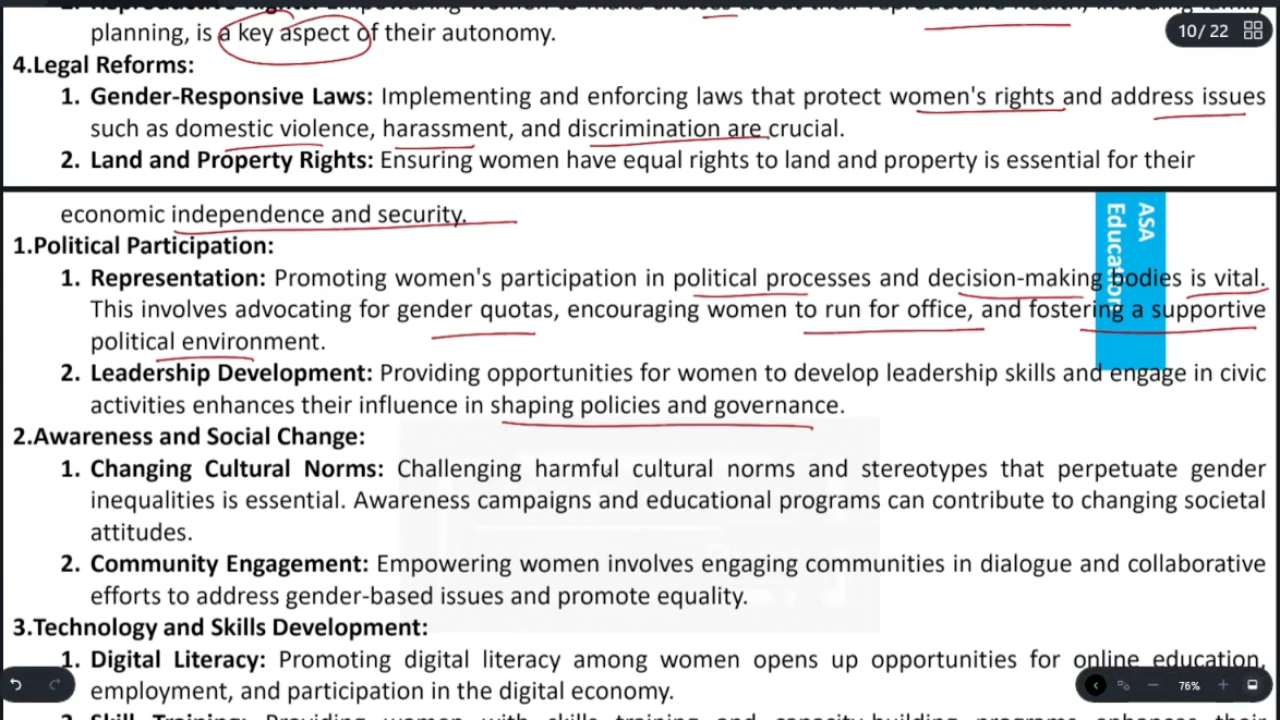 planning, is a key aspect of their autonomy.
10 / 22
4.Legal Reforms:
1. Gender-Responsive Laws: Implementing and enforcing laws that protect women's rights and address issues
such as domestic violence, harassment, and discrimination are crucial.
2. Land and Property Rights: Ensuring women have equal rights to land and property is essential for their
economic independence and security.
ASA
Education
1.Political Participation:
1. Representation: Promoting women's participation in political processes and decision-making bodies is vital.
This involves advocating for gender quotas, encouraging women to run for office, and fostering a supportive
political environment.
2. Leadership Development: Providing opportunities for women to develop leadership skills and engage in civic
activities enhances their influence in shaping policies and governance.
2.Awareness and Social Change:
1. Changing Cultural Norms: Challenging harmful cultural norms and stereotypes that perpetuate gender
inequalities is essential. Awareness campaigns and educational programs can contribute to changing societal
attitudes.
2. Community Engagement: Empowering women involves engaging communities in dialogue and collaborative
efforts to address gender-based issues and promote equality.
3.Technology and Skills Development:
1. Digital Literacy: Promoting digital literacy among women opens up opportunities for online education,
employment, and participation in the digital economy.
76%